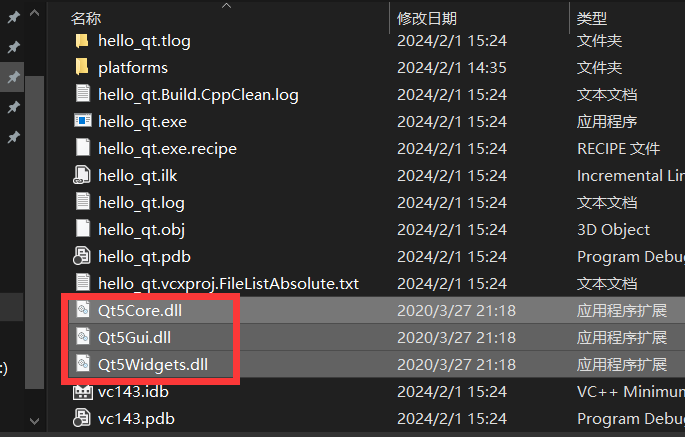 名称 修改日期 类型
hello_qt.tlog 2024/2/1 15:24 文件夹
platforms 2024/2/1 14:35 文件夹
hello_qt.Build.CppClean.log 2024/2/1 15:24 文本文档
hello_qt.exe 2024/2/1 15:24 应用程序
hello_qt.exe.recipe 2024/2/1 15:24 RECIPE 文件
hello_qt.ilk 2024/2/1 15:24 Incremental Lin
hello_qt.log 2024/2/1 15:24 文本文档
hello_qt.obj 2024/2/1 15:24 3D Object
hello_qt.pdb 2024/2/1 15:24 Program Debug
hello_qt.vcxproj.FileListAbsolute.txt 2024/2/1 15:24 文本文档
Qt5Core.dll 2020/3/27 21:18 应用程序扩展
Qt5Gui.dll 2020/3/27 21:18 应用程序扩展
:) Qt5Widgets.dll 2020/3/27 21:18 应用程序扩展
vc143.idb 2024/2/1 15:24 VC++ Minimum
vc143.pdb 2024/2/1 15:24 Program Debug